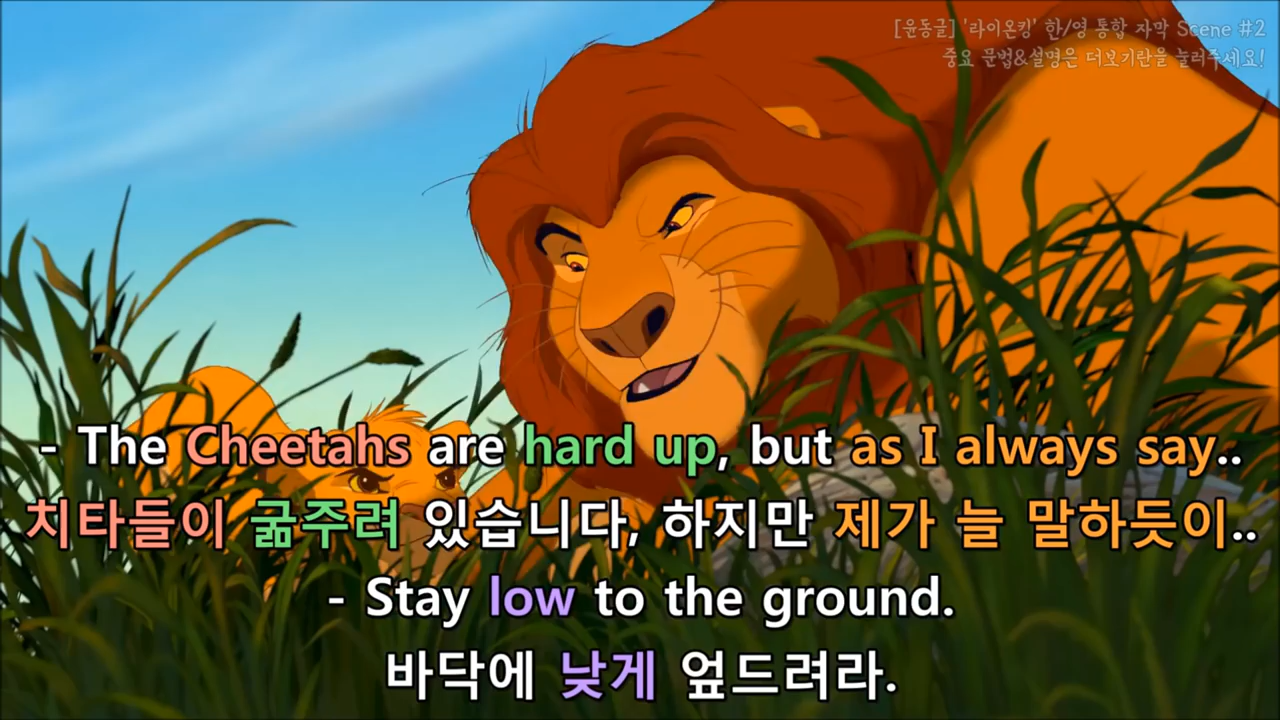 [윤동글] '라이온킹' 한/영 통합 자막 Scene #2
중요 문법&설명은 더보기란을 눌러주세요!
- The Cheetahs are hard up, but as I always say..
치타들이 굶주려 있습니다, 하지만 제가 늘 말하듯이..
- Stay low to the ground.
바닥에 낮게 엎드려라.